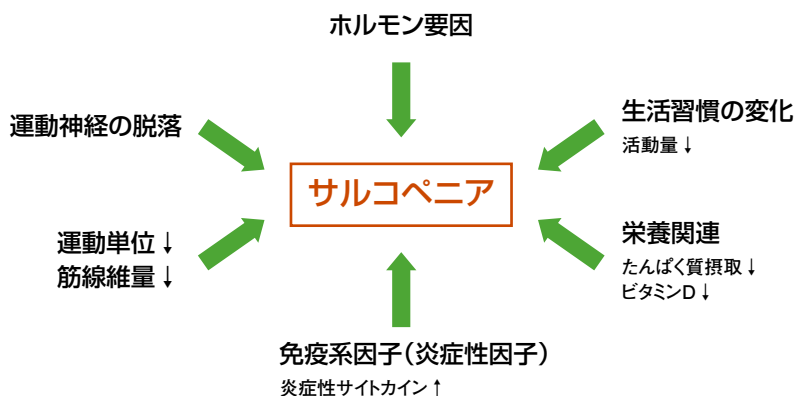 ホルモン要因
運動神経の脱落
生活習慣の変化
活動量↓
サルコペニア
運動単位↓
筋線維量↓
栄養関連
たんぱく質摂取↓
ビタミンD↓
免疫系因子（炎症性因子）
炎症性サイトカイン↑